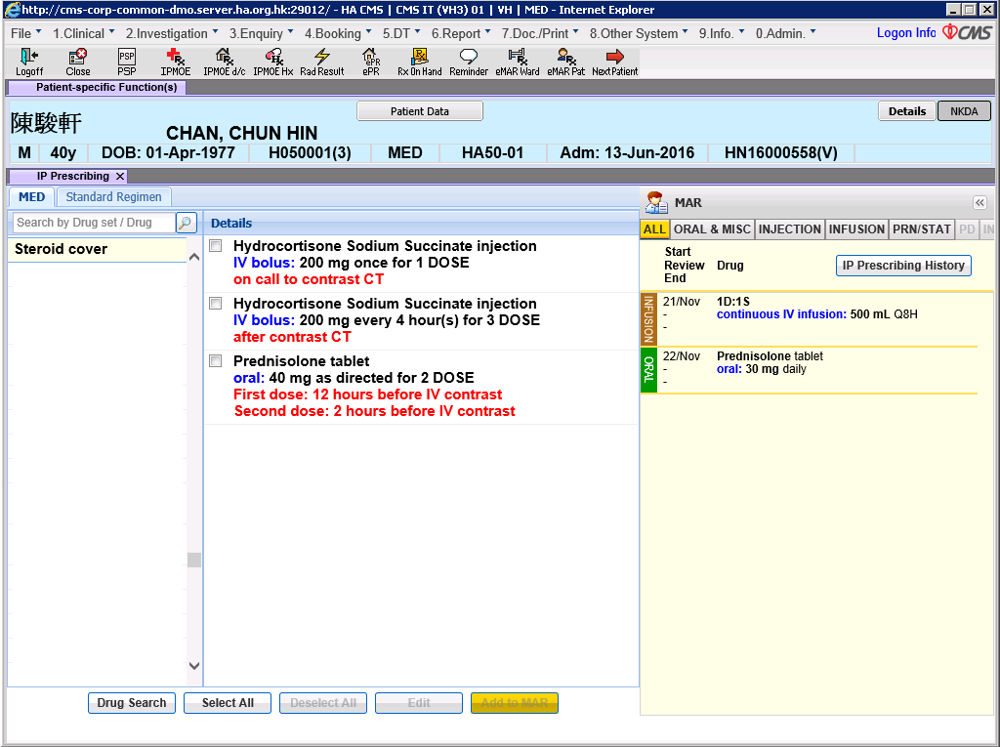 http://cms-corp-common-dmo.server.ha.org.hk:29012/ - HA CMS | CMS IT (VH3) 01 | VH | MED - Internet Explorer
File 1.Clinical 2.Investigation 3.Enquiry 4.Booking 5.DT 6.Report 7.Doc./Print 8.Other System 9.Info. 0.Admin. Logon Info CMS
Logoff Close PSP PSP IPMOE IPMOE d/c IPMOE Hx Rad Result ePR ePR Rx On Hand Reminder eMAR Ward eMAR Pat Next Patient
Patient-specific Function(s)
陳駿軒 CHAN, CHUN HIN Patient Data Details NKDA
M 40y DOB: 01-Apr-1977 H050001(3) MED HA50-01 Adm: 13-Jun-2016 HN16000558(V)
IP Prescribing X
MED Standard Regimen
Search by Drug set / Drug
Steroid cover
Details
Hydrocortisone Sodium Succinate injection
IV bolus: 200 mg once for 1 DOSE
on call to contrast CT
Hydrocortisone Sodium Succinate injection
IV bolus: 200 mg every 4 hour(s) for 3 DOSE
after contrast CT
Prednisolone tablet
oral: 40 mg as directed for 2 DOSE
First dose: 12 hours before IV contrast
Second dose: 2 hours before IV contrast
MAR
ALL ORAL & MISC INJECTION INFUSION PRN/STAT PD IN
Start
Review
End
Drug
IP Prescribing History
INFUSION
21/Nov
-
-
1D:1S
continuous IV infusion: 500 mL Q8H
ORAL
22/Nov
-
-
Prednisolone tablet
oral: 30 mg daily
Drug Search Select All Deselect All Edit Add to MAR